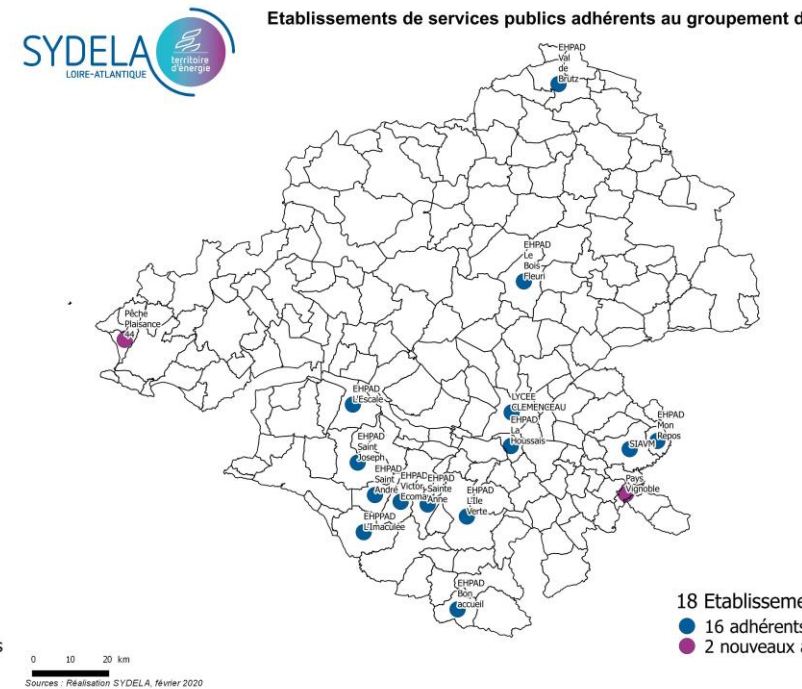 Etablissements de services publics adhérents au groupement d
SYDELA
LOIRE-ATLANTIQUE
territoire
d'énergie
EHPAD
Val
de
Brutz
EHPAD
Le
Bois
Fleuri
Pêche
Plaisance
44
EHPAD
L'Escale
LYCEE
CLEMENCEAU
EHPAD
La
Houssais
EHPAD
Mon
Repos
SIAVM
EHPAD
Saint
Joseph
EHPAD
Saint
André
EHPAD
Victor
Ecomard
EHPAD
Sainte
Anne
EHPAD
L'Ile
Verte
Pays
Vignoble
EHPPAD
L'Imaculée
EHPAD
Bon
accueil
18 Etablisseme
16 adhérents
2 nouveaux a
s
0 10 20 km
Sources : Réalisation SYDELA, février 2020